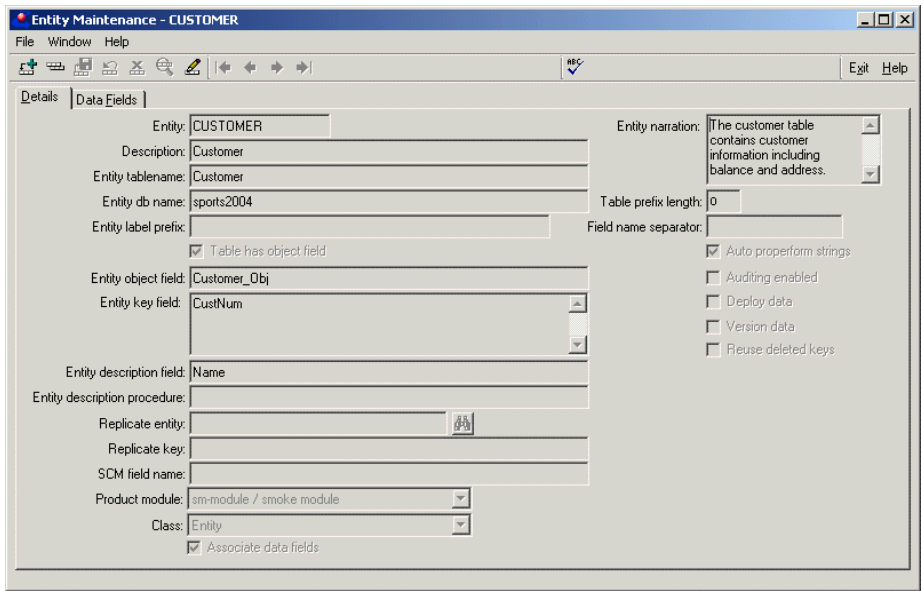 Entity Maintenance - CUSTOMER
File Window Help
ABC
Exit Help
Details Data Fields
Entity: CUSTOMER
Description: Customer
Entity tablename: Customer
Entity db name: sports2004
Entity label prefix:
Table has object field
Entity object field: Customer_Obj
Entity key field: CustNum
Entity description field: Name
Entity description procedure:
Replicate entity:
Replicate key:
SCM field name:
Product module: sm-module / smoke module
Class: Entity
Associate data fields
Entity narration: The customer table
contains customer
information including
balance and address.
Table prefix length: 0
Field name separator:
Auto properform strings
Auditing enabled
Deploy data
Version data
Reuse deleted keys